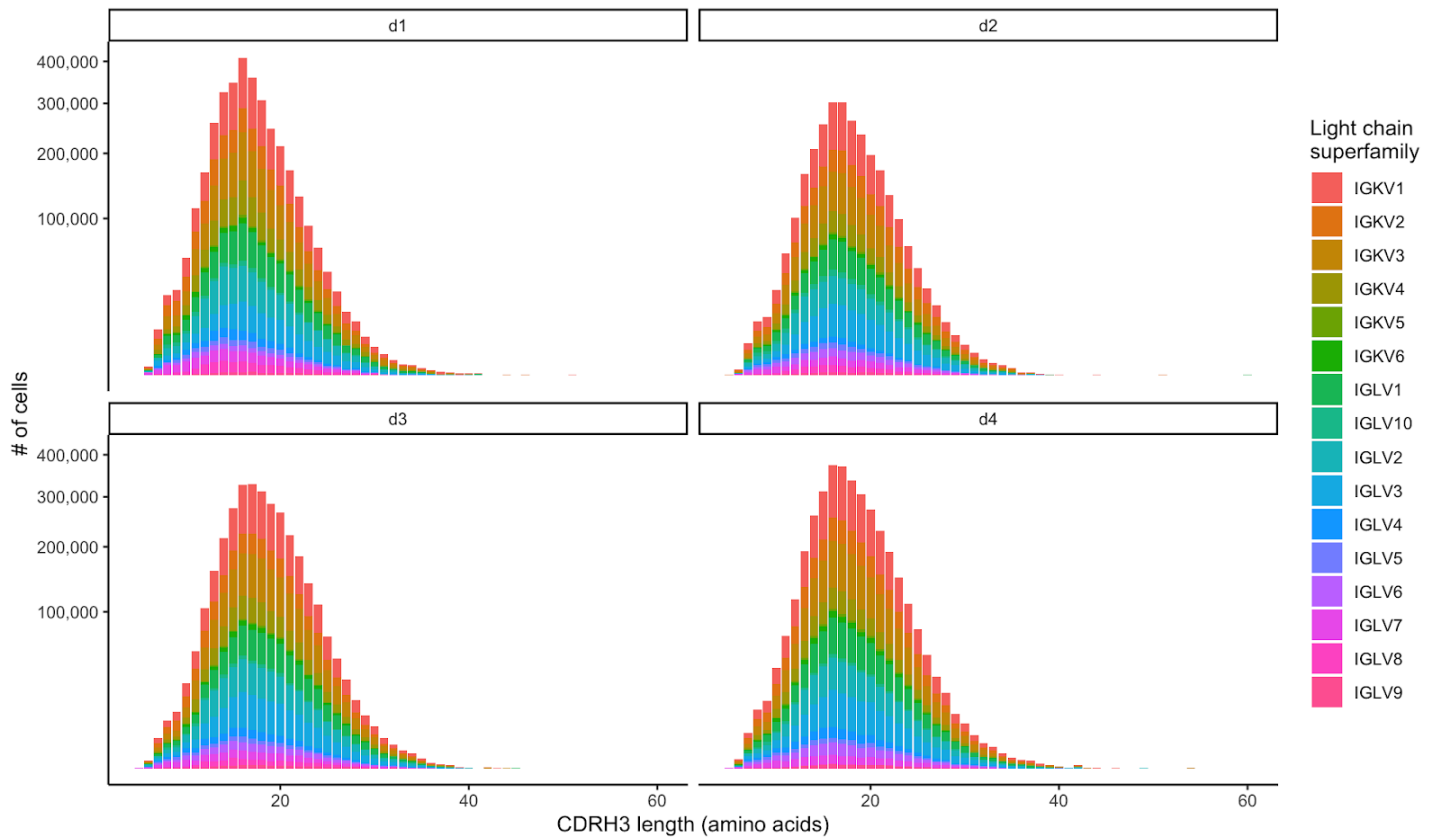 d1
d2
400,000
300,000
200,000
100,000
d3
d4
400,000
300,000
200,000
100,000
# of cells
20
40
60
20
40
60
CDRH3 length (amino acids)
Light chain
superfamily
IGKV1
IGKV2
IGKV3
IGKV4
IGKV5
IGKV6
IGLV1
IGLV10
IGLV2
IGLV3
IGLV4
IGLV5
IGLV6
IGLV7
IGLV8
IGLV9